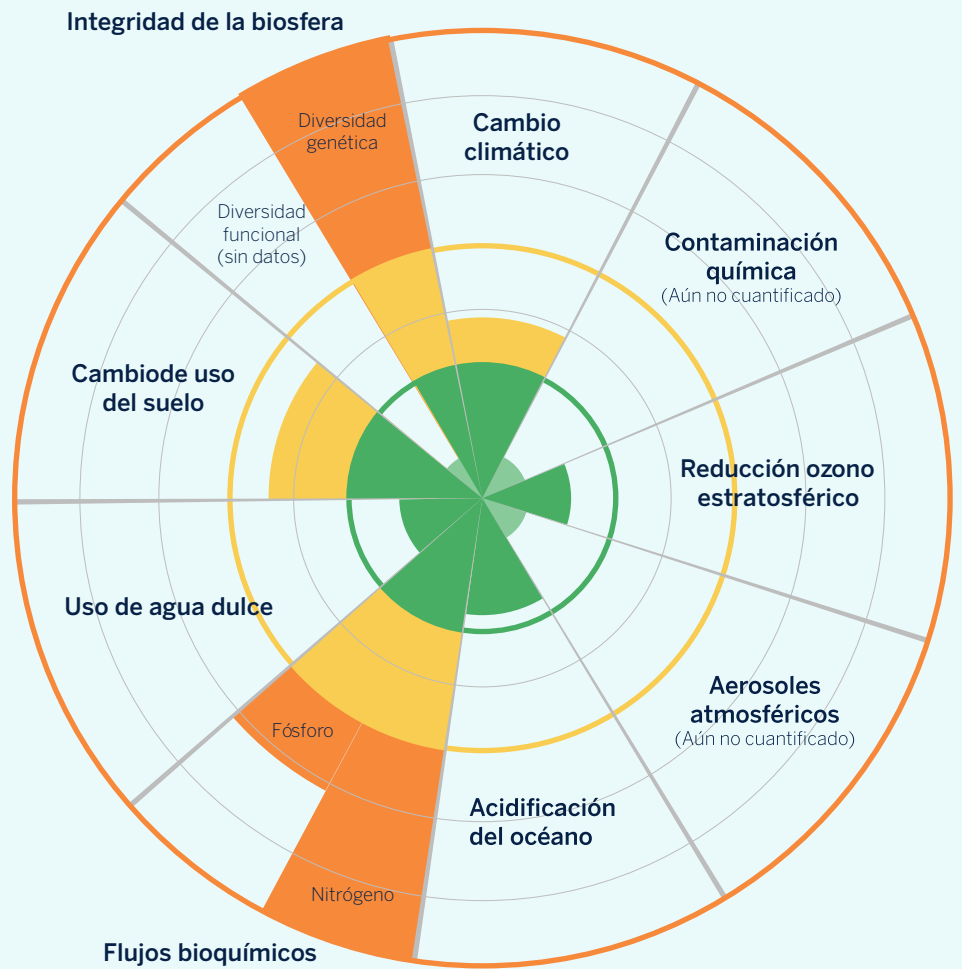 Integridad de la biosfera
Diversidad
genética
Cambio
climático
Diversidad
funcional
(sin datos)
Contaminación
química
(Aún no cuantificado)
Cambiode uso
del suelo
Reducción ozono
estratosférico
Uso de agua dulce
Aerosoles
atmosféricos
(Aún no cuantificado)
Fósforo
Acidificación
del océano
Nitrógeno
Flujos bioquímicos